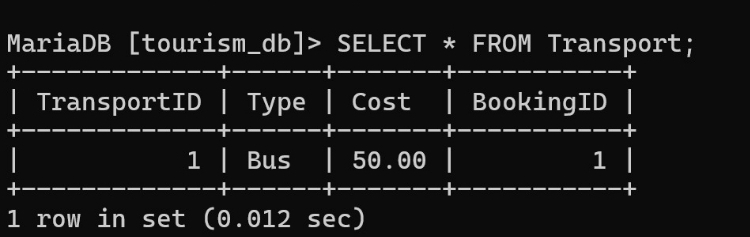 MariaDB [tourism_db]> SELECT * FROM Transport;
+-------------+------+-------+-----------+
| TransportID | Type | Cost  | BookingID |
+-------------+------+-------+-----------+
|           1 | Bus  | 50.00 |         1 |
+-------------+------+-------+-----------+
1 row in set (0.012 sec)